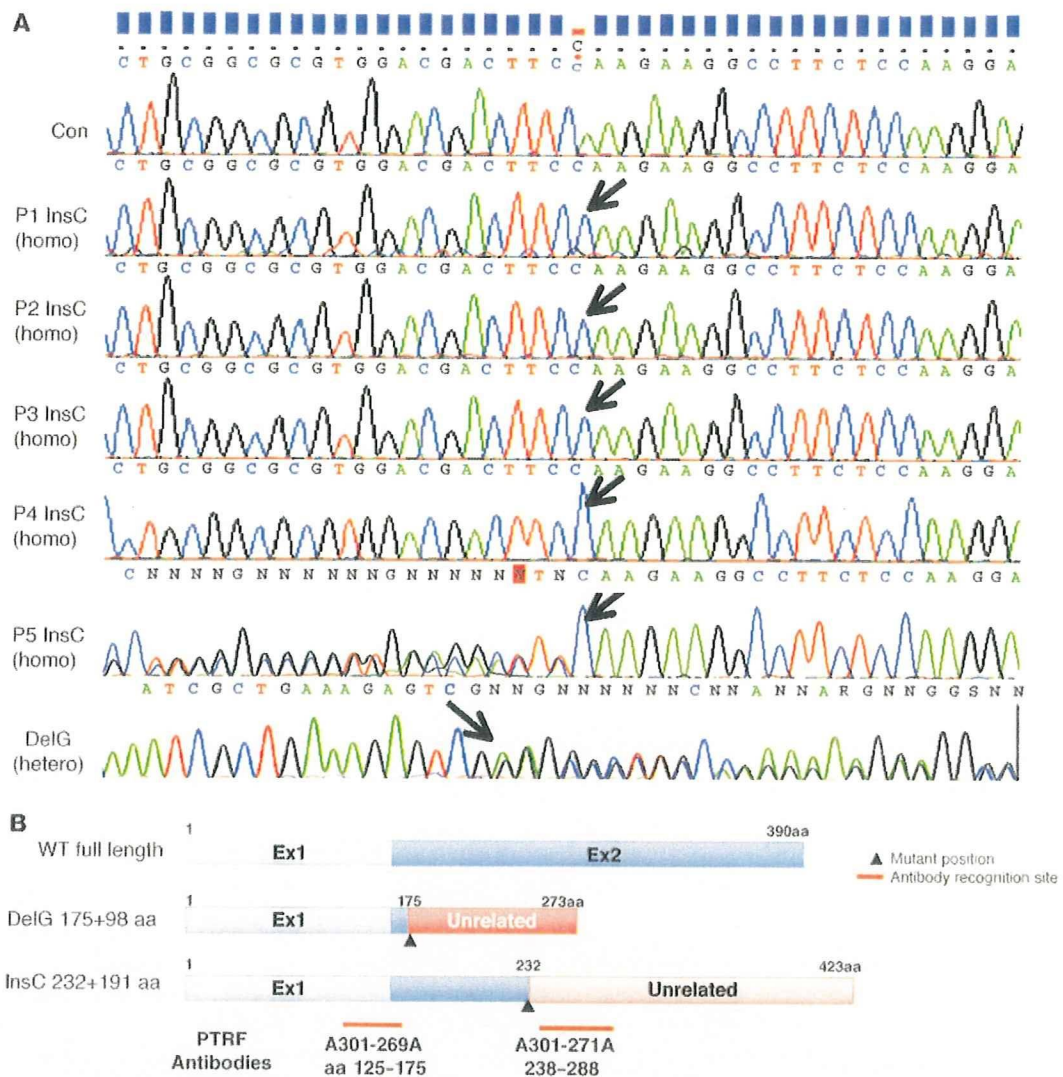 A
C
C T G C G G C G C G T G G A C G A C T T C C A A G A A G G C C T T C T C C A A G G A
Con
C T G C G G C G C G T G G A C G A C T T C C A A G A A G G C C T T C T C C A A G G A
P1 InsC
(homo)
C T G C G G C G C G T G G A C G A C T T C C A A G A A G G C C T T C T C C A A G G A
P2 InsC
(homo)
C T G C G G C G C G T G G A C G A C T T C C A A G A A G G C C T T C T C C A A G G A
P3 InsC
(homo)
C T G C G G C G C G T G G A C G A C T T C C A A G A A G G C C T T C T C C A A G G A
P4 InsC
(homo)
C N N N N G N N N N N N G N N N N N N T N C A A G A A G G C C T T C T C C A A G G A
P5 InsC
(homo)
A T C G C T G A A A G A G T C G N N G N N N N N N C N N A N N A R G N N G G S N N
DelG
(hetero)
B
1
390aa
WT full length
Ex1
Ex2
▲ Mutant position
Antibody recognition site
1
175
273aa
DelG 175+98 aa
Ex1
Unrelated
1
232
423aa
InsC 232+191 aa
Ex1
Unrelated
PTRF
Antibodies
A301-269A
aa 125-175
A301-271A
238-288